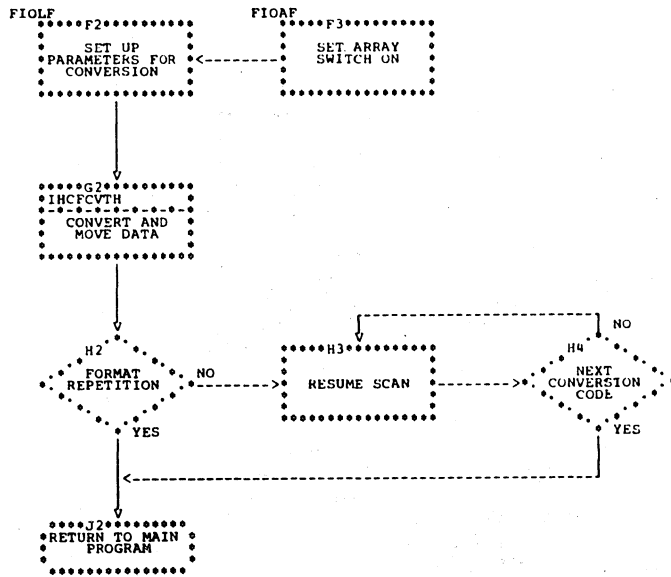 FIOLF
FIOAF
F2
SET UP
PARAMETERS FOR
CONVERSION
F3
SET ARRAY
SWITCH ON
G2
IHCFCVTH
CONVERT AND
MOVE DATA
H2
FORMAT
REPETITION
NO
H3
RESUME SCAN
H4
NEXT
CONVERSION
CODE
NO
YES
YES
J2
RETURN TO MAIN
PROGRAM